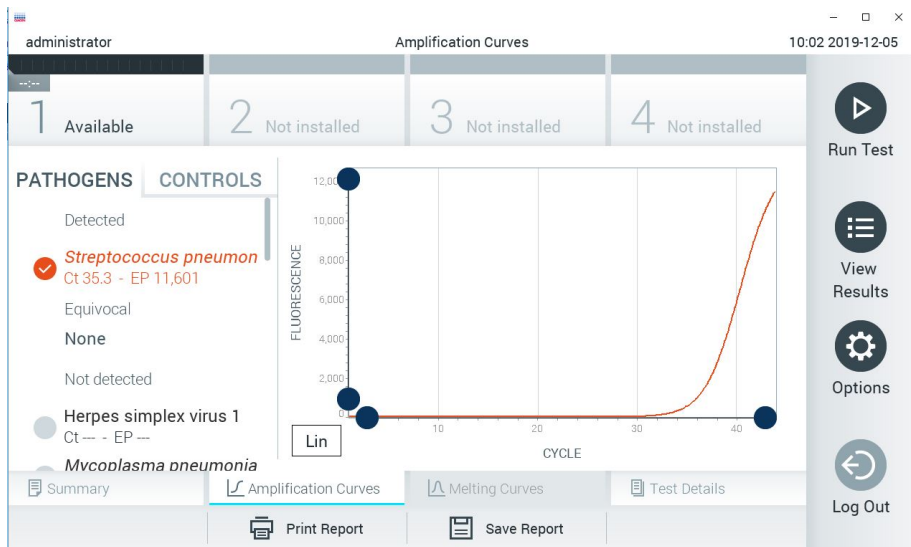 administrator
Amplification Curves
10:02 2019-12-05
--:--
1 Available
2 Not installed
3 Not installed
4 Not installed
Run Test
PATHOGENS
CONTROLS
Detected
Streptococcus pneumon
Ct 35.3 - EP 11,601
Equivocal
None
Not detected
Herpes simplex virus 1
Ct --- - EP ---
Mycoplasma pneumonia
FLUORESCENCE
12,00
10,000
8,000
6,000
4,000
2,000
0
10
20
30
40
CYCLE
Lin
View
Results
Options
Log Out
Summary
Amplification Curves
Melting Curves
Test Details
Print Report
Save Report